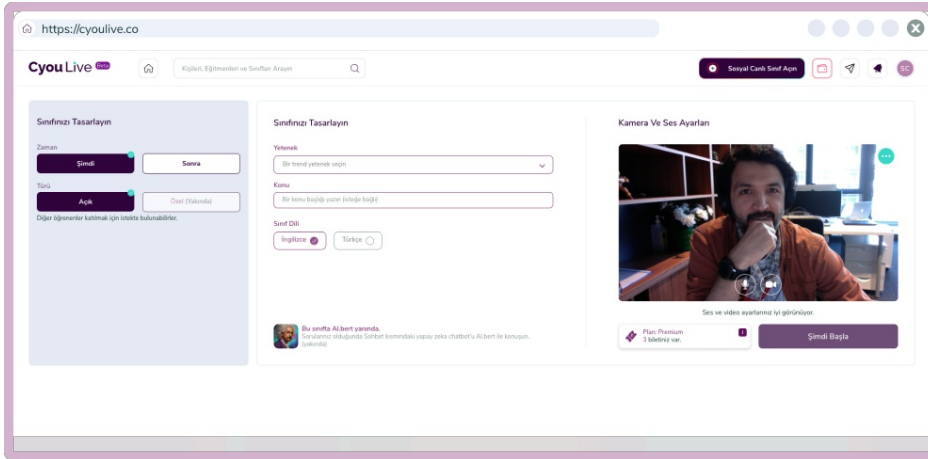 https://cyoulive.co
X
Cyou Live Beta
Kişileri, Eğitmenleri ve Sınıfları Arayın
Sosyal Canlı Sınıf Açın
SC
Sınıfınızı Tasarlayın
Zaman
Şimdi
Sonra
Türü
Açık
Özel (Yakında)
Diğer öğrenenler katılmak için istekte bulunabilirler.
Sınıfınızı Tasarlayın
Yetenek
Bir trend yetenek seçin
Konu
Bir konu başlığı yazın (isteğe bağlı)
Sınıf Dili
İngilizce
Türkçe
Bu sınıfta AI.bert yanında.
Sorularınız olduğunda Sohbet kısmındaki yapay zeka chatbot'u AI.bert ile konuşun.
(yakında)
Kamera Ve Ses Ayarları
Ses ve video ayarlarınız iyi görünüyor.
Plan: Premium
3 biletiniz var.
Şimdi Başla